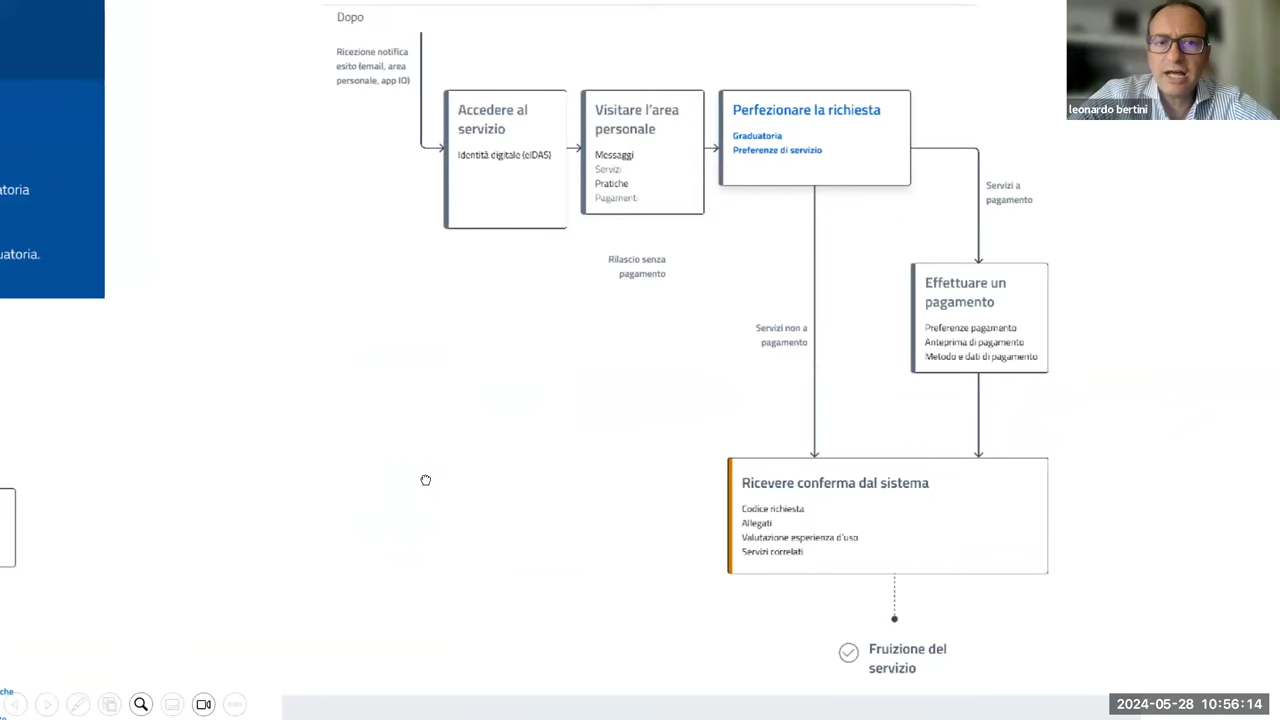 Dopo
Ricezione notifica
esito (email, area
personale, app IO)
Accedere al
servizio
Identità digitale (eIDAS)
Visitare l'area
personale
Messaggi
Servizi
Pratiche
Pagamenti
Perfezionare la richiesta
Graduatoria
Preferenze di servizio
leonardo bertini
atoria
uatoria.
Servizi a
pagamento
Rilascio senza
pagamento
Servizi non a
pagamento
Effettuare un
pagamento
Preferenze pagamento
Anteprima di pagamento
Metodo e dati di pagamento
Ricevere conferma dal sistema
Codice richiesta
Allegati
Valutazione esperienza d'uso
Servizi correlati
Fruizione del
servizio
che
2024-05-28 10:56:14